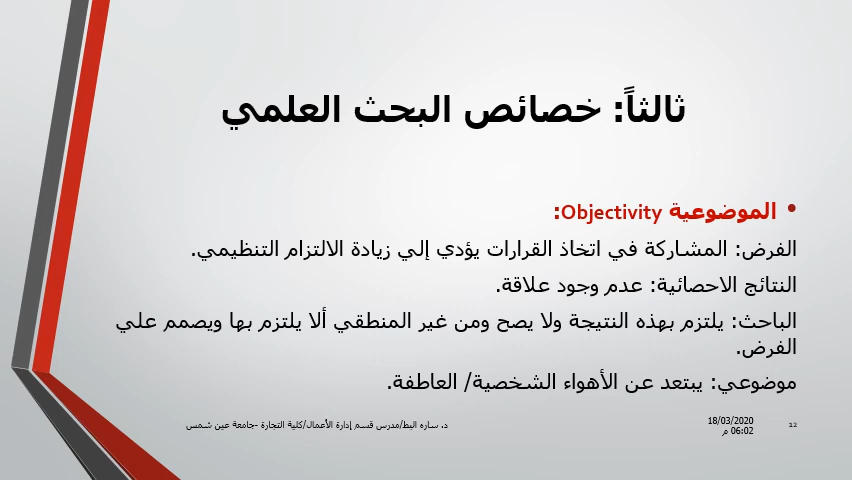 ثالثاً: خصائص البحث العلمي
• الموضوعية Objectivity:
الفرض: المشاركة في اتخاذ القرارات يؤدي إلي زيادة الالتزام التنظيمي.
النتائج الاحصائية: عدم وجود علاقة.
الباحث: يلتزم بهذه النتيجة ولا يصح ومن غير المنطقي ألا يلتزم بها ويصمم علي
الفرض.
موضوعي: يبتعد عن الأهواء الشخصية/ العاطفة.
12
18/03/2020
06:02 م
د. ساره البط/مدرس قسم إدارة الأعمال/كلية التجارة -جامعة عين شمس